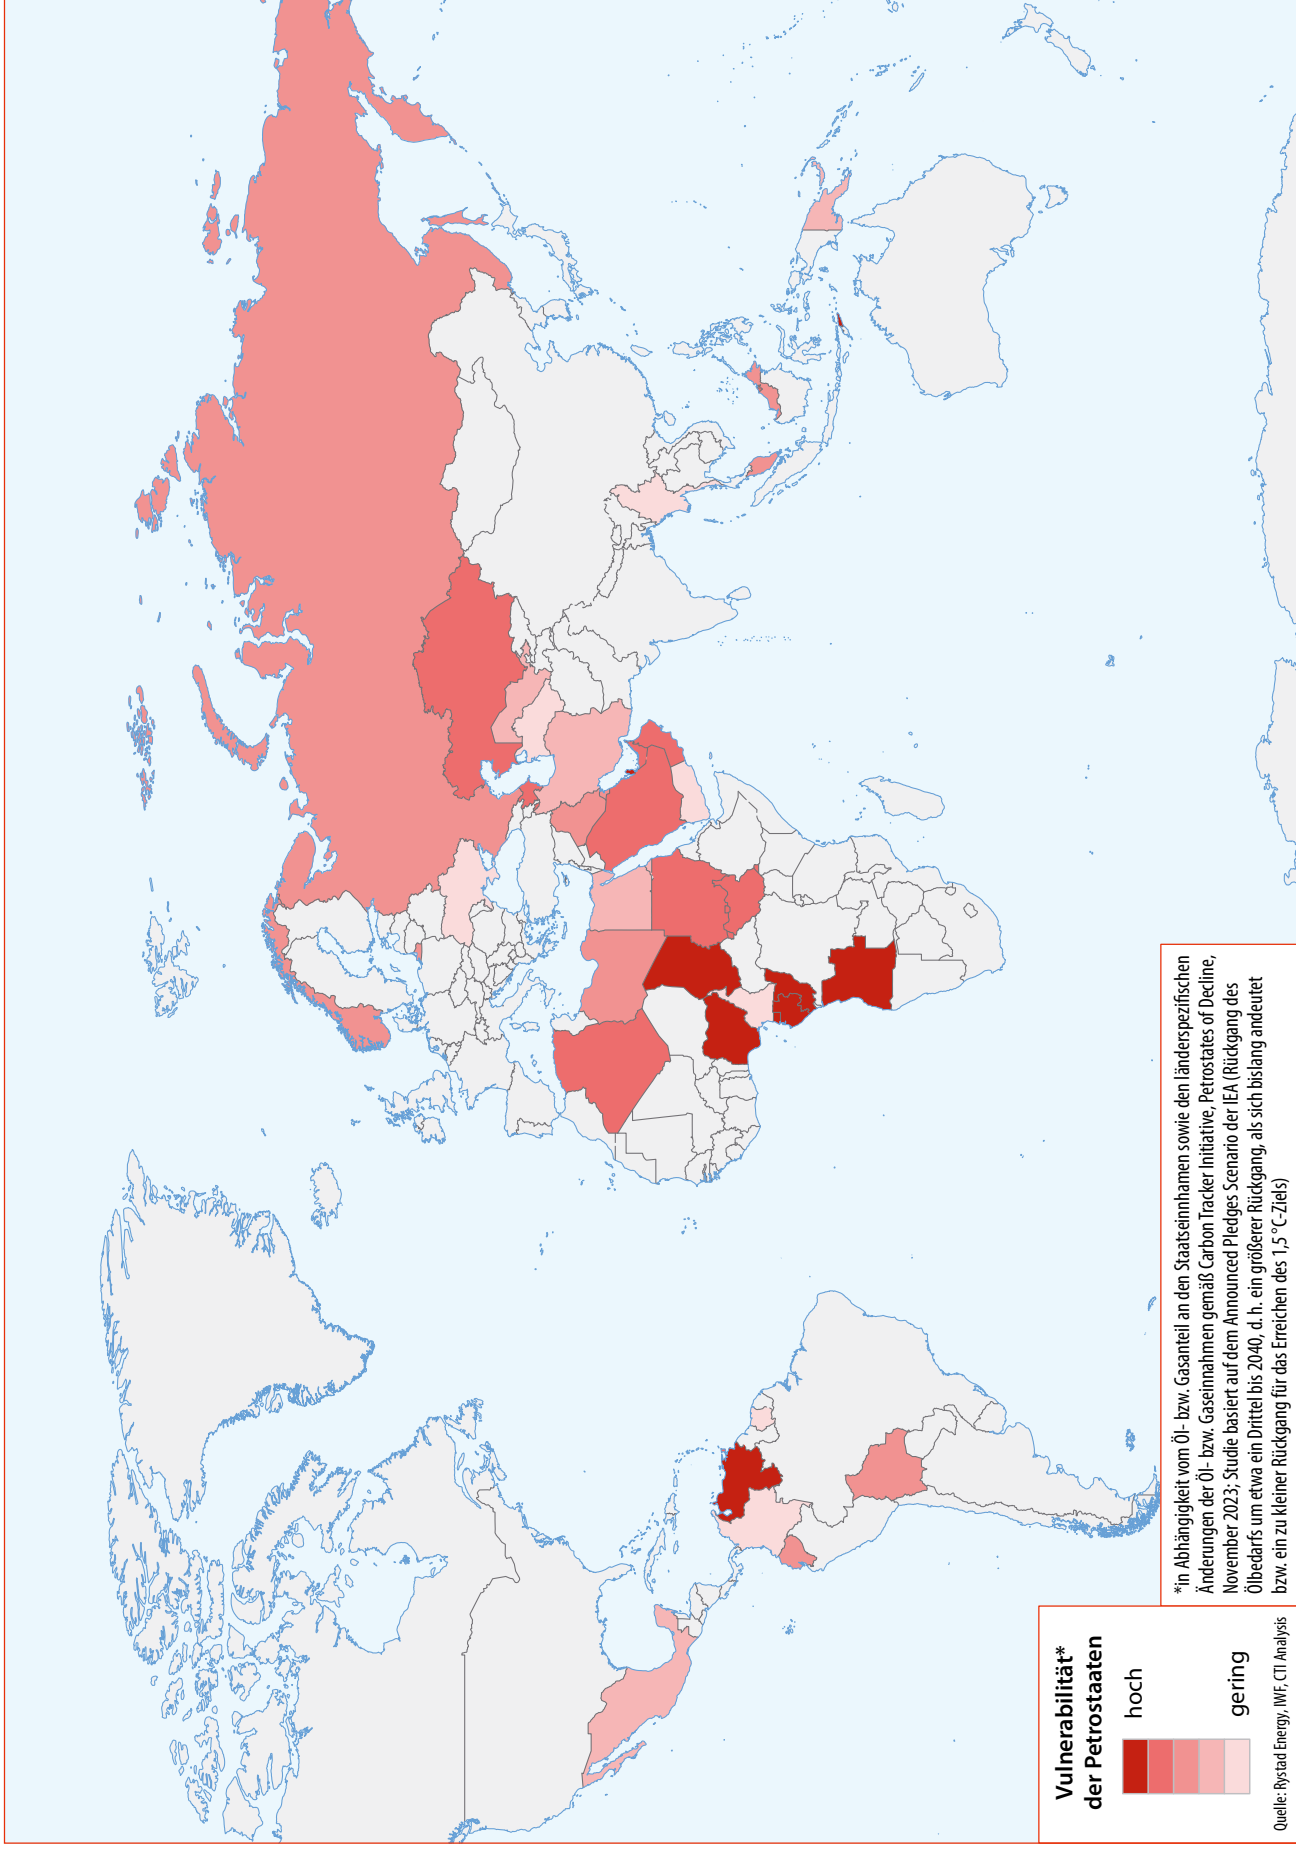 Vulnerabilität*
der Petrostaaten
hoch
gering
Quelle: Rystad Energy, IWF, CTI Analysis
*in Abhängigkeit vom Öl- bzw. Gasanteil an den Staatseinnhamen sowie den länderspezifischen
Änderungen der Öl- bzw. Gaseinnahmen gemäß Carbon Tracker Initiative, Petrostates of Decline,
November 2023; Studie basiert auf dem Announced Pledges Scenario der IEA (Rückgang des
Ölbedarfs um etwa ein Drittel bis 2040, d. h. ein größerer Rückgang, als sich bislang andeutet
bzw. ein zu kleiner Rückgang für das Erreichen des 1,5 °C-Ziels)